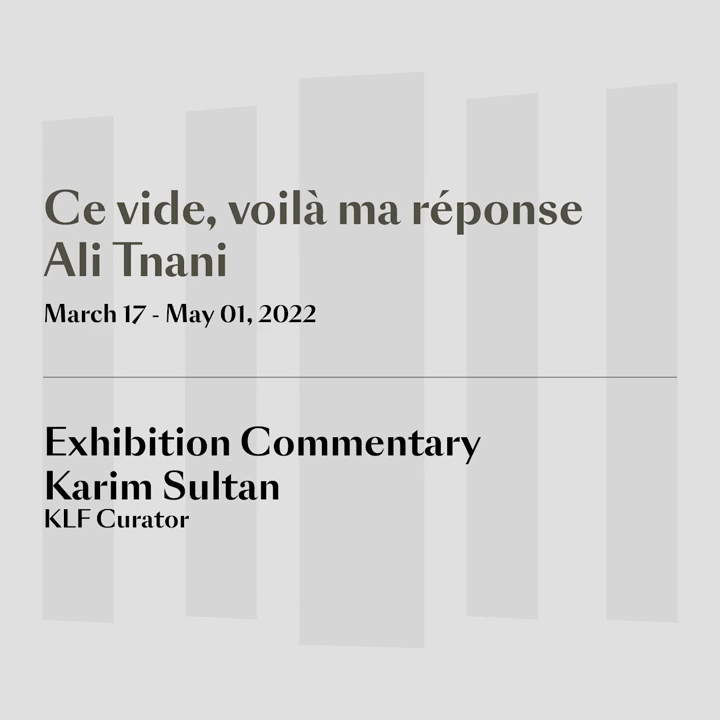 Ce vide, voilà ma réponse
Ali Tnani
March 17 - May 01, 2022
Exhibition Commentary
Karim Sultan
KLF Curator